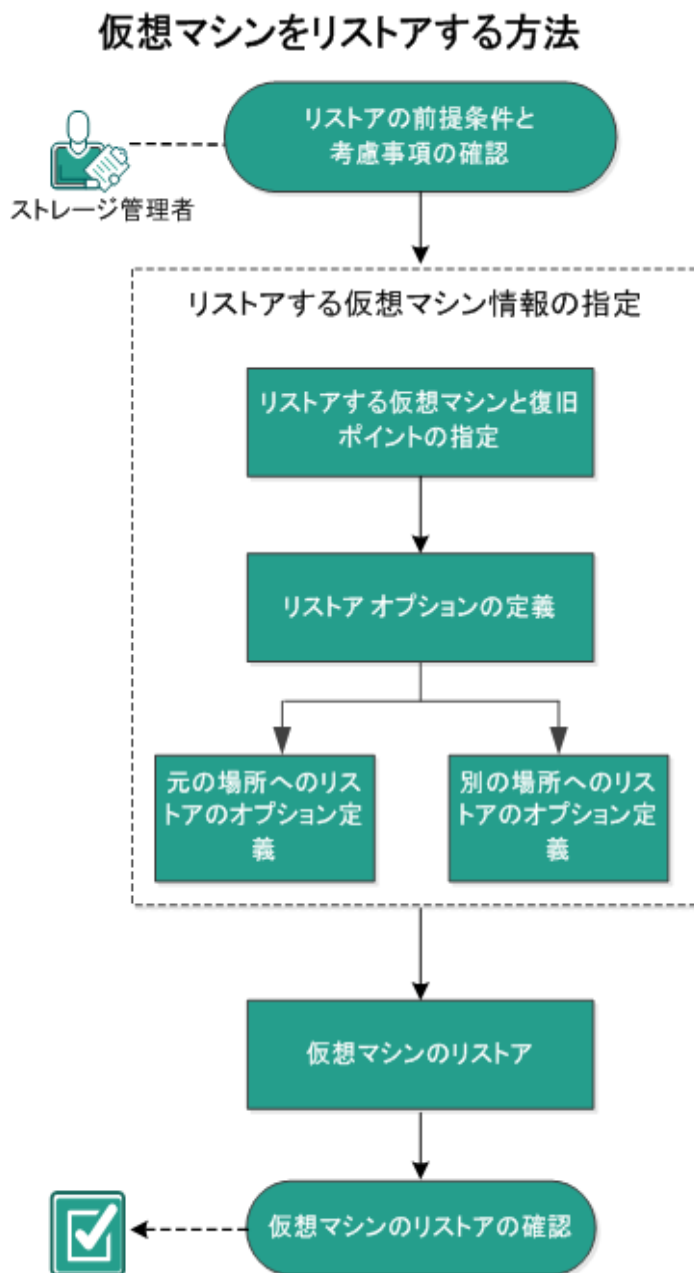 仮想マシンをリストアする方法
リストアの前提条件と
考慮事項の確認
ストレージ管理者
リストアする仮想マシン情報の指定
リストアする仮想マシンと復旧
ポイントの指定
リストア オプションの定義
元の場所へのリス
トアのオプション定
義
別の場所へのリス
トアのオプション定
義
仮想マシンのリストア
仮想マシンのリストアの確認